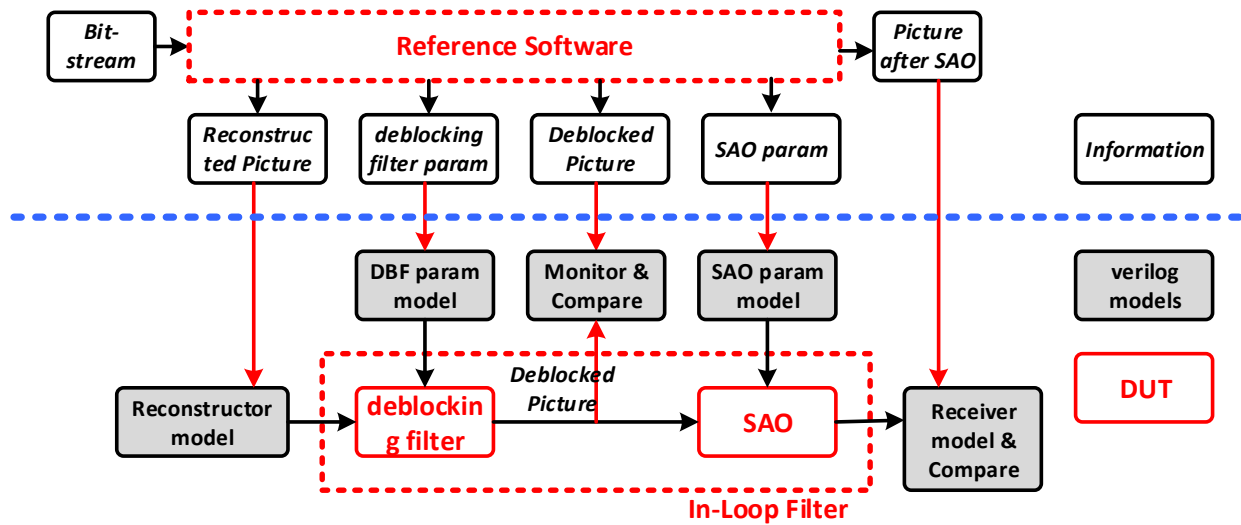 Bit-
stream
Reference Software
Picture
after SAO
Reconstruc
ted Picture
deblocking
filter param
Deblocked
Picture
SAO param
Information
DBF param
model
Monitor &
Compare
SAO param
model
verilog
models
Reconstructor
model
deblockin
g filter
Deblocked
Picture
SAO
Receiver
model &
Compare
DUT
In-Loop Filter